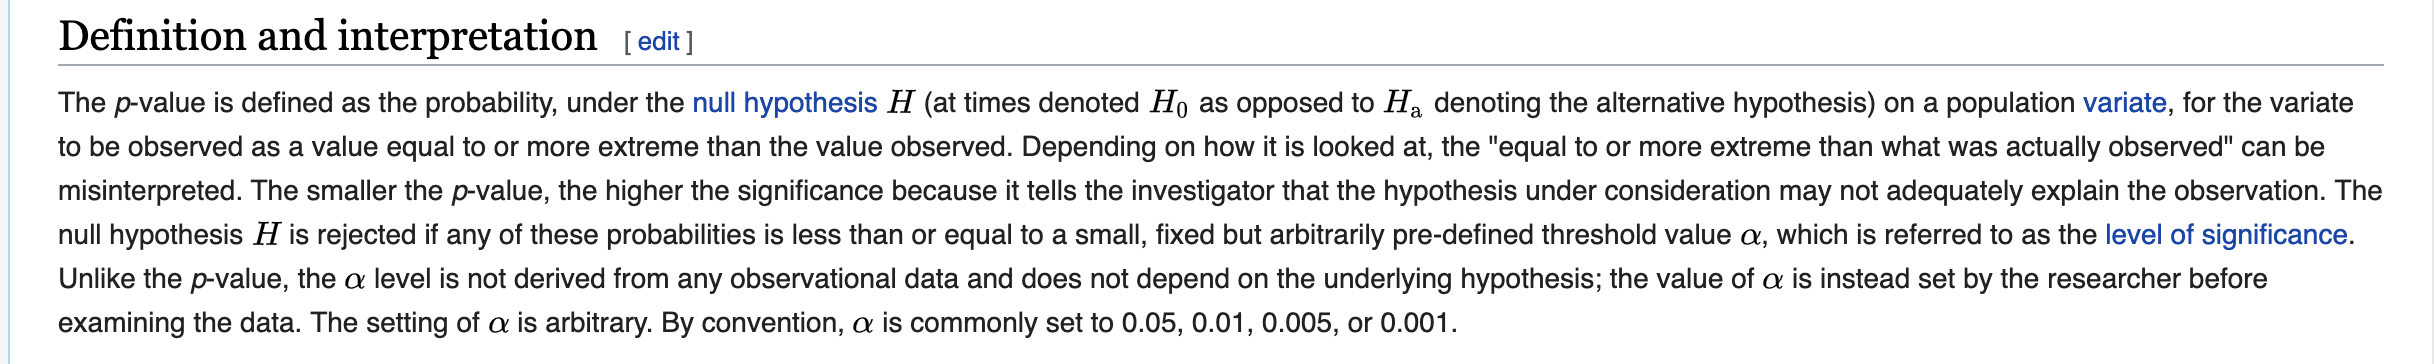 Definition and interpretation [ edit ]
The p-value is defined as the probability, under the null hypothesis H (at times denoted H₀ as opposed to Hₐ denoting the alternative hypothesis) on a population variate, for the variate
to be observed as a value equal to or more extreme than the value observed. Depending on how it is looked at, the "equal to or more extreme than what was actually observed" can be
misinterpreted. The smaller the p-value, the higher the significance because it tells the investigator that the hypothesis under consideration may not adequately explain the observation. The
null hypothesis H is rejected if any of these probabilities is less than or equal to a small, fixed but arbitrarily pre-defined threshold value α, which is referred to as the level of significance.
Unlike the p-value, the α level is not derived from any observational data and does not depend on the underlying hypothesis; the value of α is instead set by the researcher before
examining the data. The setting of α is arbitrary. By convention, α is commonly set to 0.05, 0.01, 0.005, or 0.001.